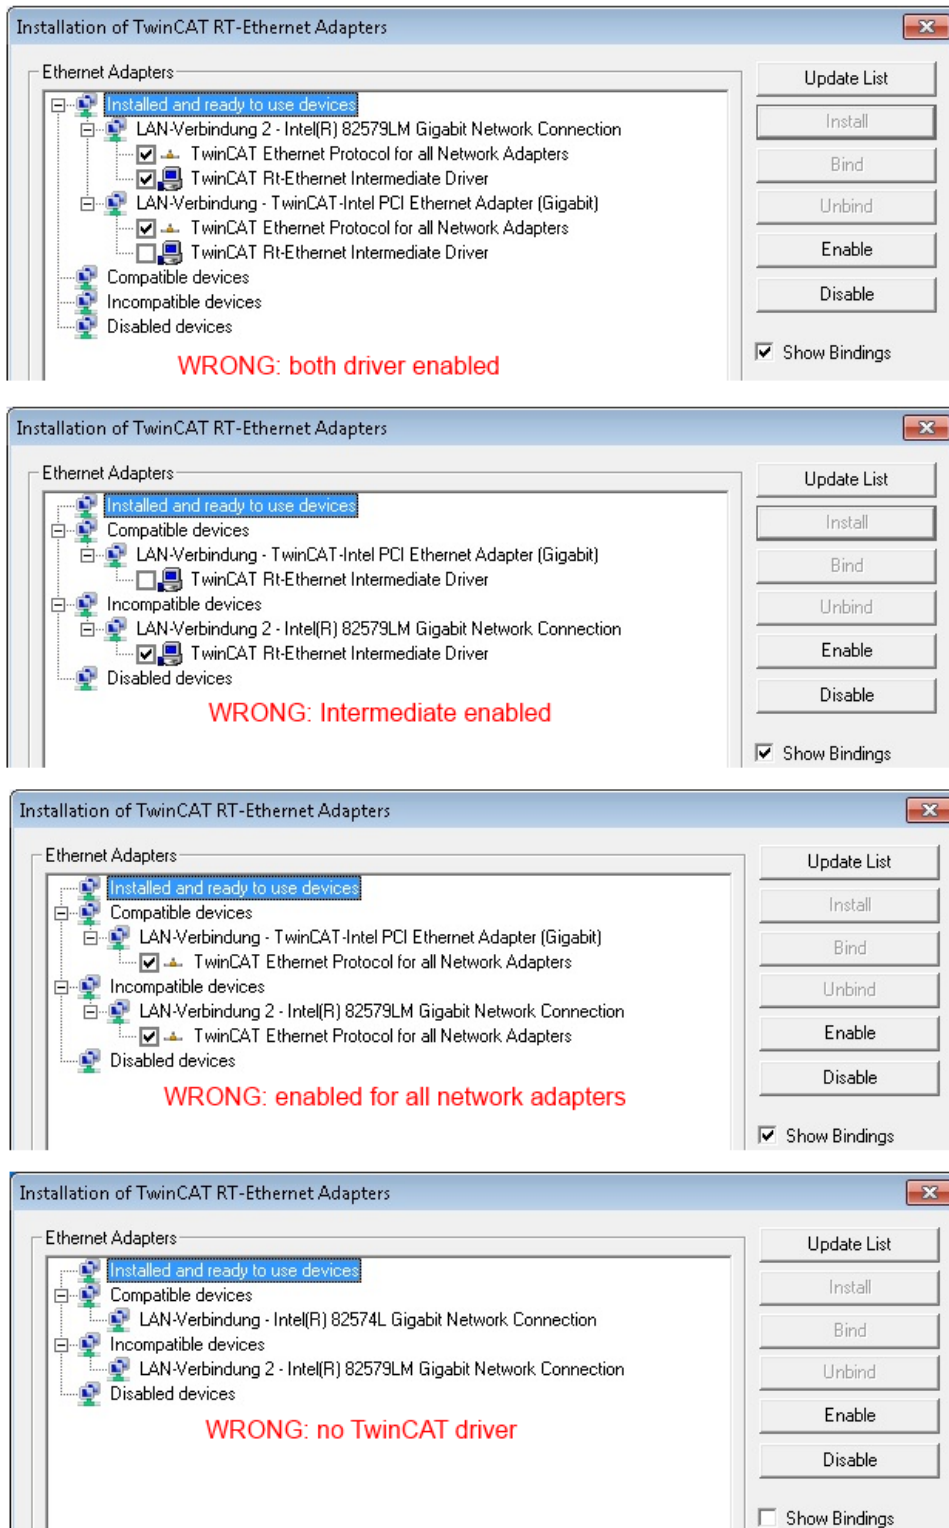 Installation of TwinCAT RT-Ethernet Adapters
Ethernet Adapters
Update List
Installed and ready to use devices
Install
LAN-Verbindung 2 - Intel(R) 82579LM Gigabit Network Connection
TwinCAT Ethernet Protocol for all Network Adapters
Bind
TwinCAT Rt-Ethernet Intermediate Driver
LAN-Verbindung - TwinCAT-Intel PCI Ethernet Adapter (Gigabit)
Unbind
TwinCAT Ethernet Protocol for all Network Adapters
TwinCAT Rt-Ethernet Intermediate Driver
Enable
Compatible devices
Incompatible devices
Disable
Disabled devices
WRONG: both driver enabled
Show Bindings
Installation of TwinCAT RT-Ethernet Adapters
Ethernet Adapters
Update List
Installed and ready to use devices
Install
Compatible devices
LAN-Verbindung - TwinCAT-Intel PCI Ethernet Adapter (Gigabit)
Bind
TwinCAT Rt-Ethernet Intermediate Driver
Incompatible devices
Unbind
LAN-Verbindung 2 - Intel(R) 82579LM Gigabit Network Connection
TwinCAT Rt-Ethernet Intermediate Driver
Enable
Disabled devices
Disable
WRONG: Intermediate enabled
Show Bindings
Installation of TwinCAT RT-Ethernet Adapters
Ethernet Adapters
Update List
Installed and ready to use devices
Install
Compatible devices
LAN-Verbindung - TwinCAT-Intel PCI Ethernet Adapter (Gigabit)
Bind
TwinCAT Ethernet Protocol for all Network Adapters
Incompatible devices
Unbind
LAN-Verbindung 2 - Intel(R) 82579LM Gigabit Network Connection
TwinCAT Ethernet Protocol for all Network Adapters
Enable
Disabled devices
Disable
WRONG: enabled for all network adapters
Show Bindings
Installation of TwinCAT RT-Ethernet Adapters
Ethernet Adapters
Update List
Installed and ready to use devices
Install
Compatible devices
LAN-Verbindung - Intel(R) 82574L Gigabit Network Connection
Bind
Incompatible devices
LAN-Verbindung 2 - Intel(R) 82579LM Gigabit Network Connection
Unbind
Disabled devices
Enable
WRONG: no TwinCAT driver
Disable
Show Bindings